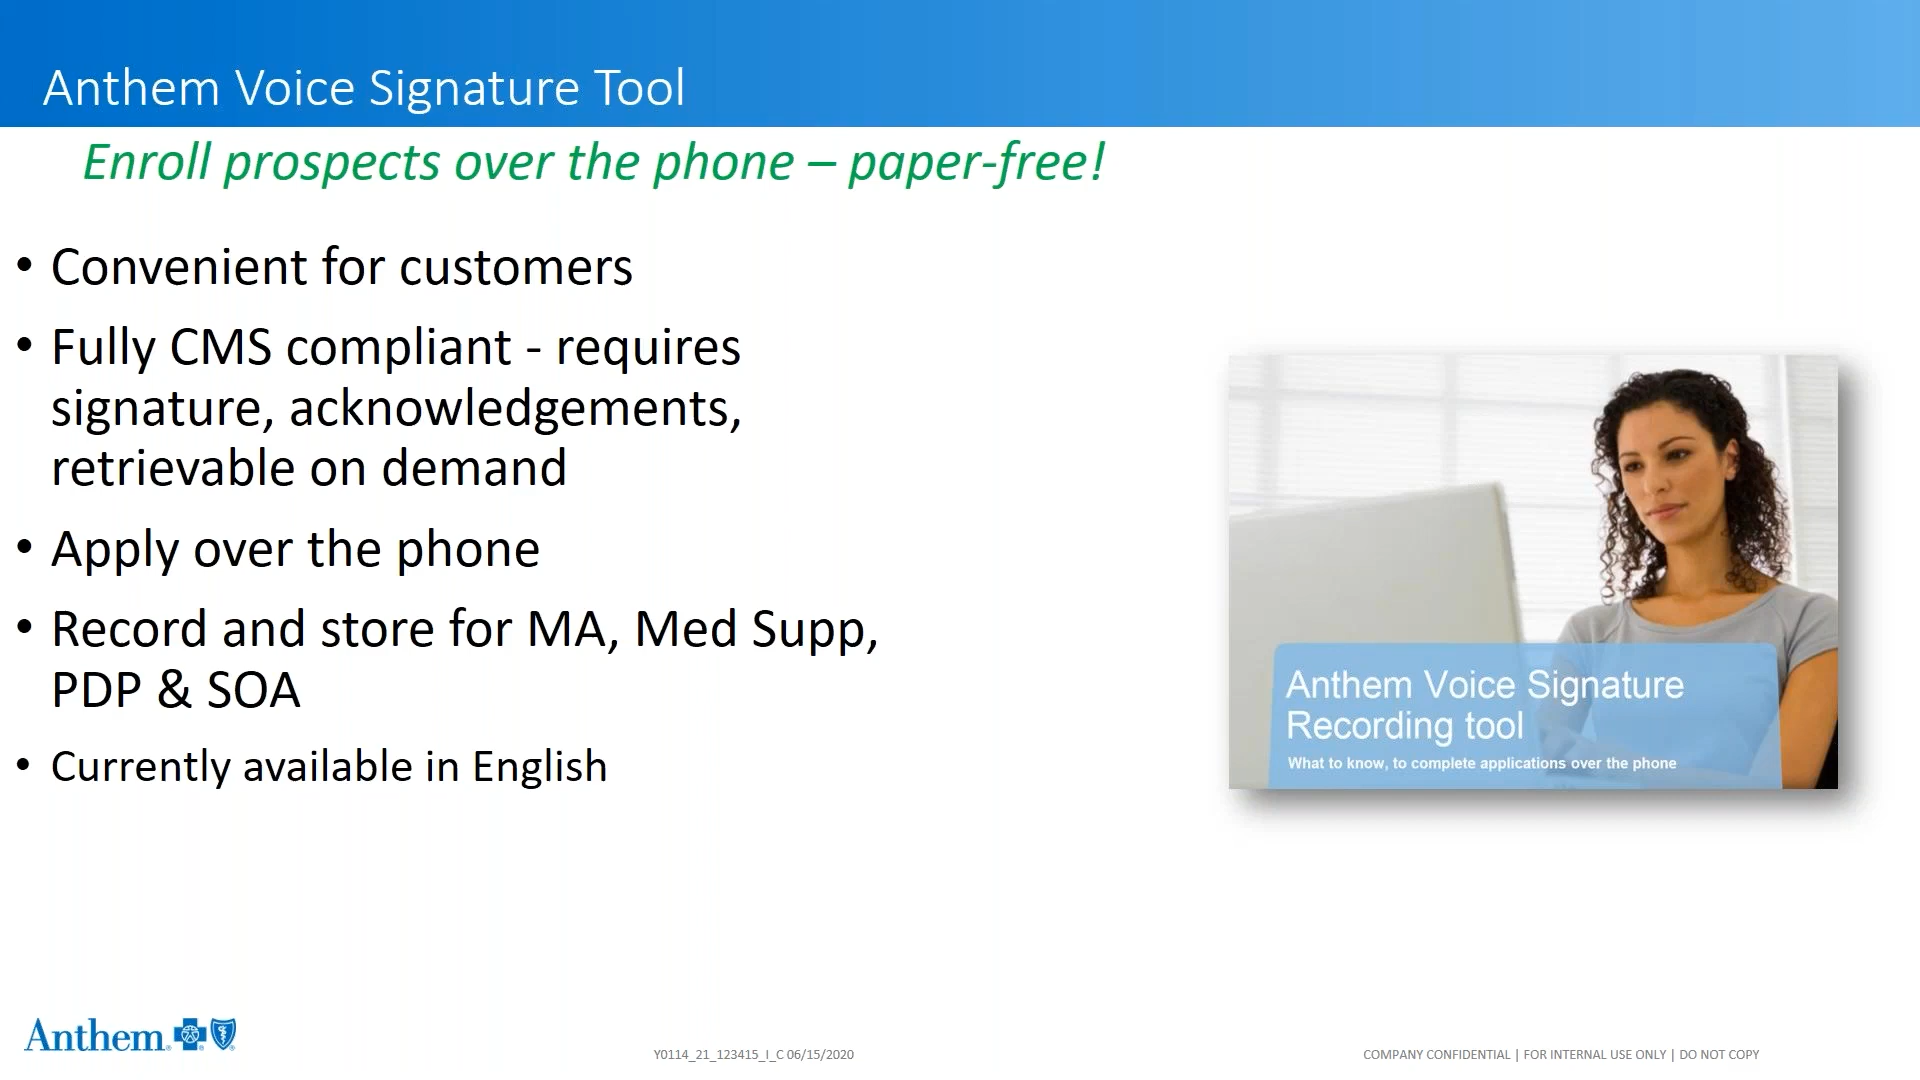 Anthem Voice Signature Tool
Enroll prospects over the phone – paper-free!
• Convenient for customers
• Fully CMS compliant - requires
signature, acknowledgements,
retrievable on demand
• Apply over the phone
• Record and store for MA, Med Supp,
PDP & SOA
• Currently available in English
Anthem Voice Signature
Recording tool
What to know, to complete applications over the phone
Anthem
Y0114_21_123415_I_C 06/15/2020
COMPANY CONFIDENTIAL | FOR INTERNAL USE ONLY | DO NOT COPY